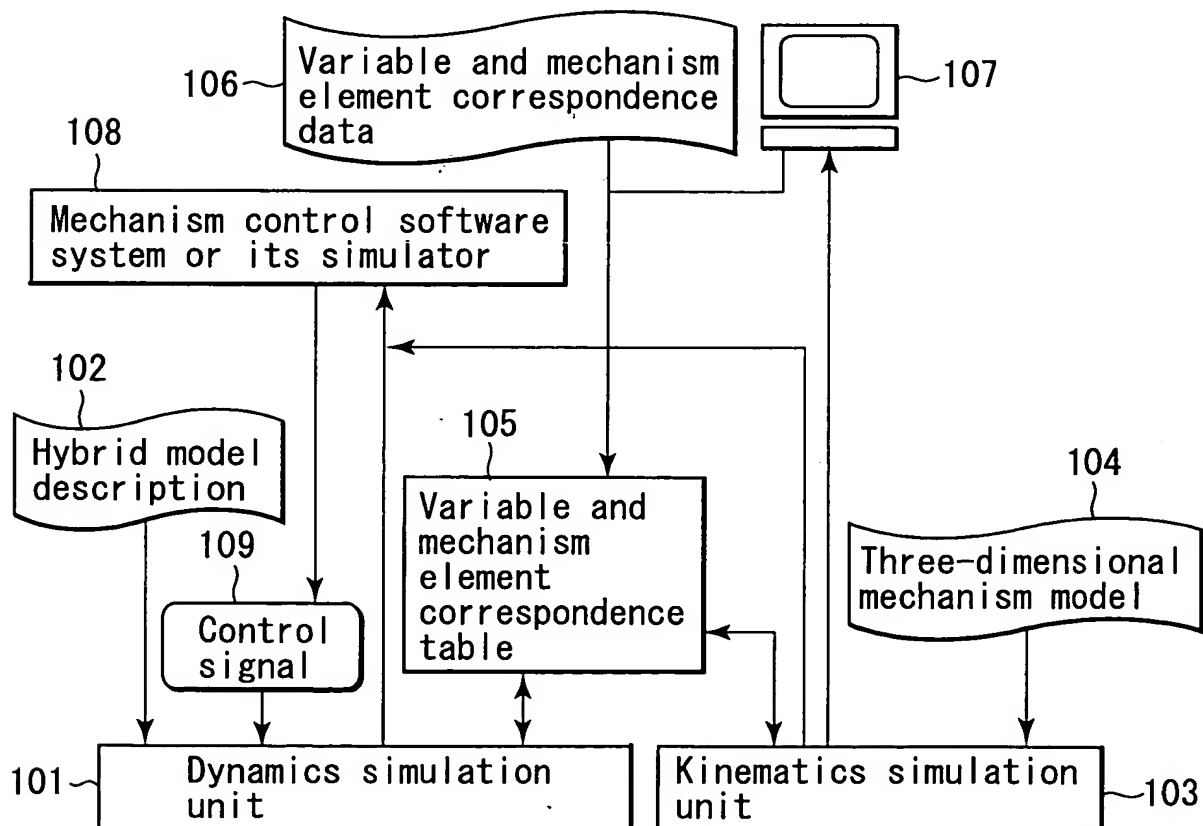 106
Variable and mechanism
element correspondence
data
107
108
Mechanism control software
system or its simulator
102
Hybrid model
description
109
Control
signal
105
Variable and
mechanism
element
correspondence
table
104
Three-dimensional
mechanism model
101
Dynamics simulation
unit
Kinematics simulation
unit
103